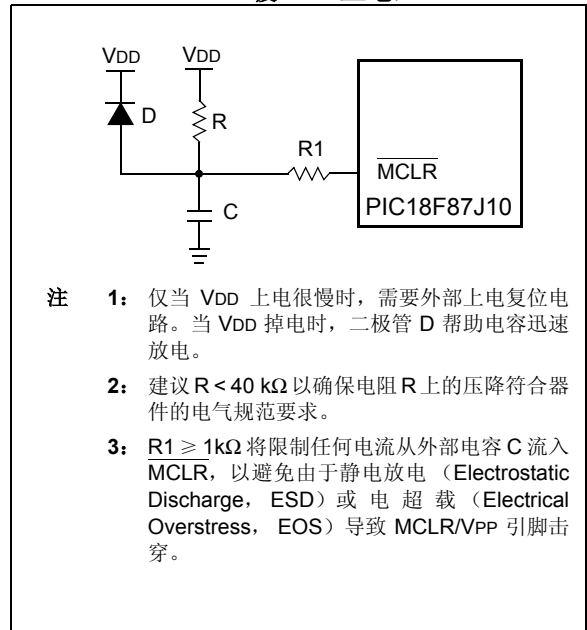 VDD VDD
D
R
R1
MCLR
PIC18F87J10
C
注 1： 仅当 VDD 上电很慢时，需要外部上电复位电
路。当 VDD 掉电时，二极管 D 帮助电容迅速
放电。
2： 建议 R < 40 kΩ 以确保电阻 R 上的压降符合器
件的电气规范要求。
3： R1 ≥ 1kΩ 将限制任何电流从外部电容 C 流入
MCLR，以避免由于静电放电 （Electrostatic
Discharge， ESD）或 电 超 载（Electrical
Overstress， EOS）导致 MCLR/VPP 引脚击
穿。